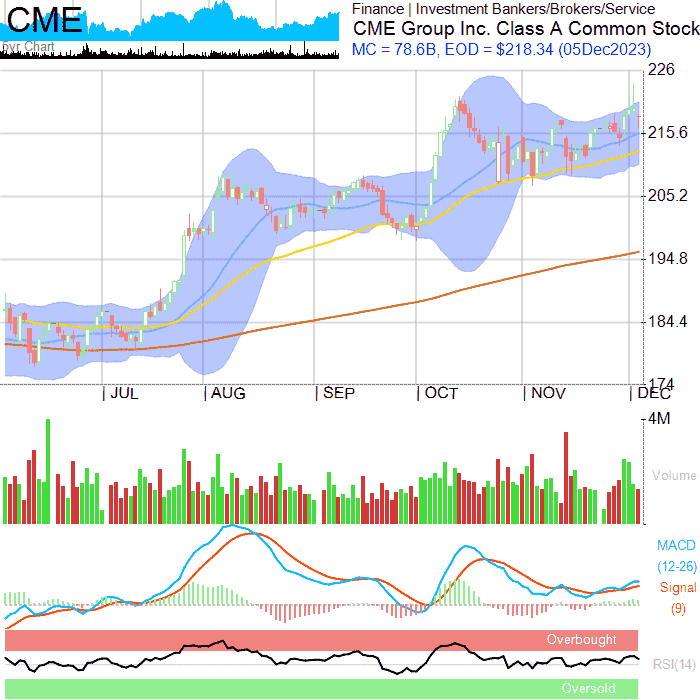 CME
5yr Chart
Finance | Investment Bankers/Brokers/Service
CME Group Inc. Class A Common Stock
MC = 78.6B, EOD = $218.34 (05Dec2023)
226
215.6
205.2
194.8
184.4
174
| JUL | AUG | SEP | OCT | NOV | DEC
4M
Volume
MACD
(12-26)
Signal
(9)
Overbought
RSI(14)
Oversold